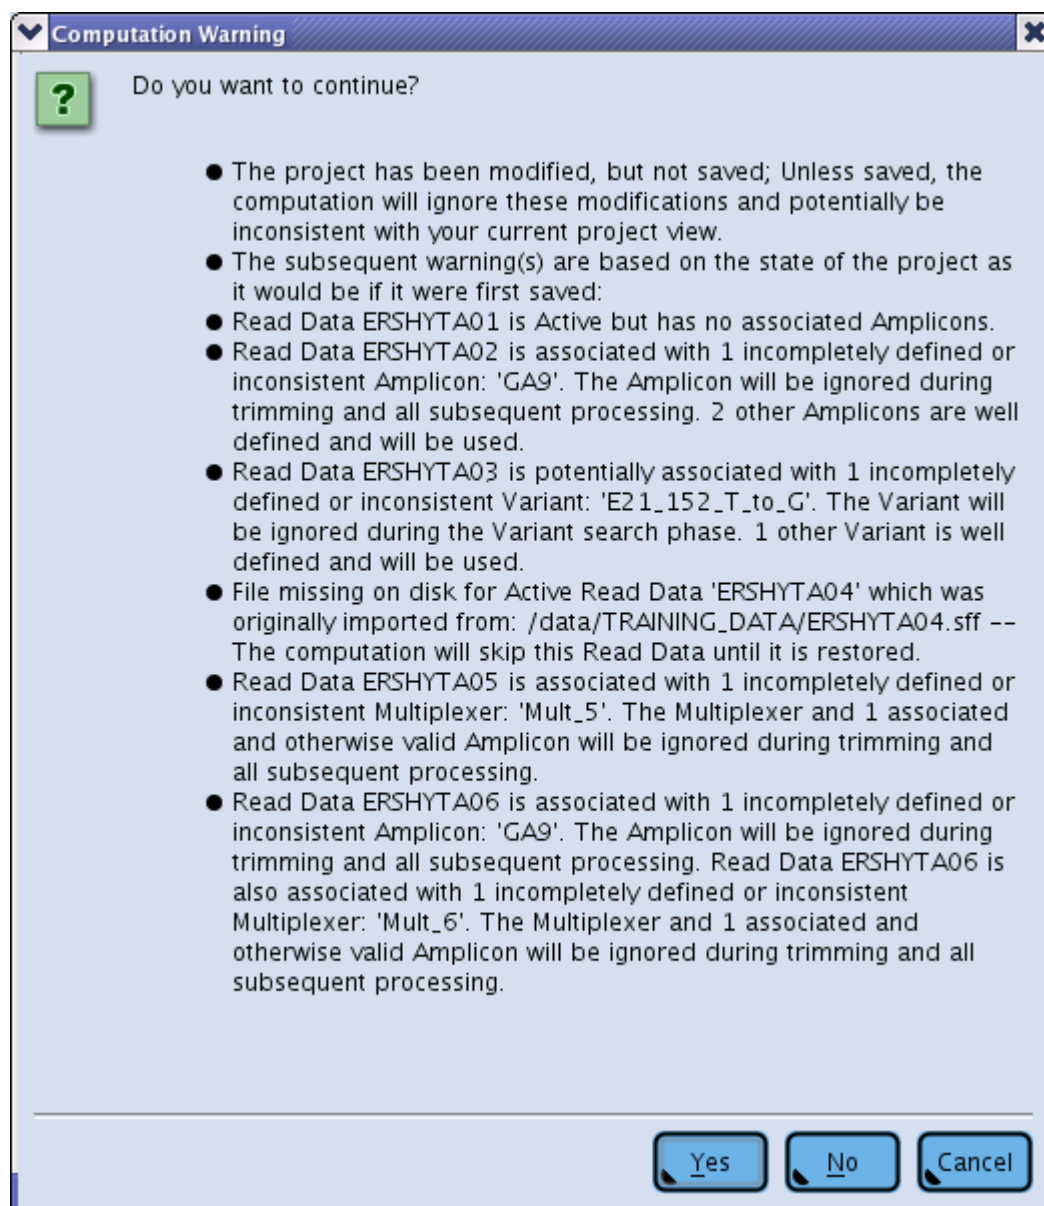 Computation Warning
Do you want to continue?
● The project has been modified, but not saved; Unless saved, the
computation will ignore these modifications and potentially be
inconsistent with your current project view.
● The subsequent warning(s) are based on the state of the project as
it would be if it were first saved:
● Read Data ERSHYTA01 is Active but has no associated Amplicons.
● Read Data ERSHYTA02 is associated with 1 incompletely defined or
inconsistent Amplicon: 'GA9'. The Amplicon will be ignored during
trimming and all subsequent processing. 2 other Amplicons are well
defined and will be used.
● Read Data ERSHYTA03 is potentially associated with 1 incompletely
defined or inconsistent Variant: 'E21_152_T_to_G'. The Variant will
be ignored during the Variant search phase. 1 other Variant is well
defined and will be used.
● File missing on disk for Active Read Data 'ERSHYTA04' which was
originally imported from: /data/TRAINING_DATA/ERSHYTA04.sff --
The computation will skip this Read Data until it is restored.
● Read Data ERSHYTA05 is associated with 1 incompletely defined or
inconsistent Multiplexer: 'Mult_5'. The Multiplexer and 1 associated
and otherwise valid Amplicon will be ignored during trimming and
all subsequent processing.
● Read Data ERSHYTA06 is associated with 1 incompletely defined or
inconsistent Amplicon: 'GA9'. The Amplicon will be ignored during
trimming and all subsequent processing. Read Data ERSHYTA06 is
also associated with 1 incompletely defined or inconsistent
Multiplexer: 'Mult_6'. The Multiplexer and 1 associated and
otherwise valid Amplicon will be ignored during trimming and all
subsequent processing.
Yes No Cancel